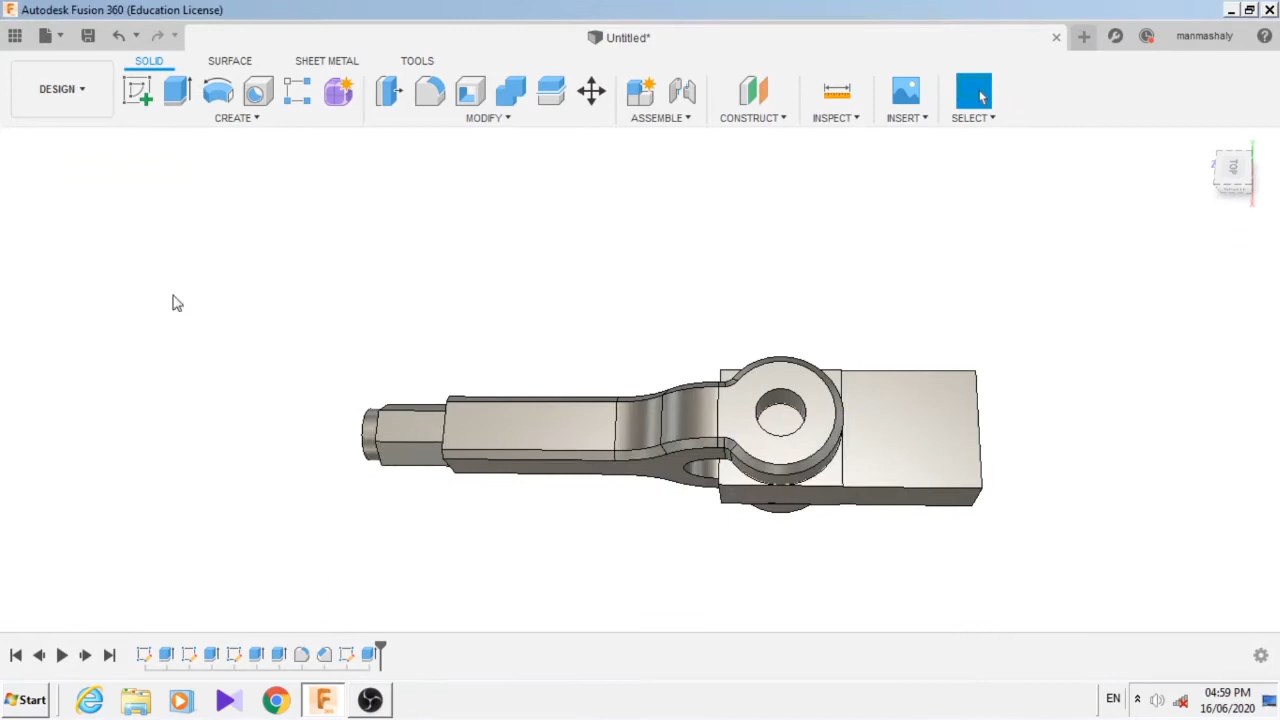 Autodesk Fusion 360 (Education License)
Untitled*
manmashaly
SOLID SURFACE SHEET METAL TOOLS
DESIGN
CREATE MODIFY ASSEMBLE CONSTRUCT INSPECT INSERT SELECT
TOP
Start
EN
04:59 PM
16/06/2020